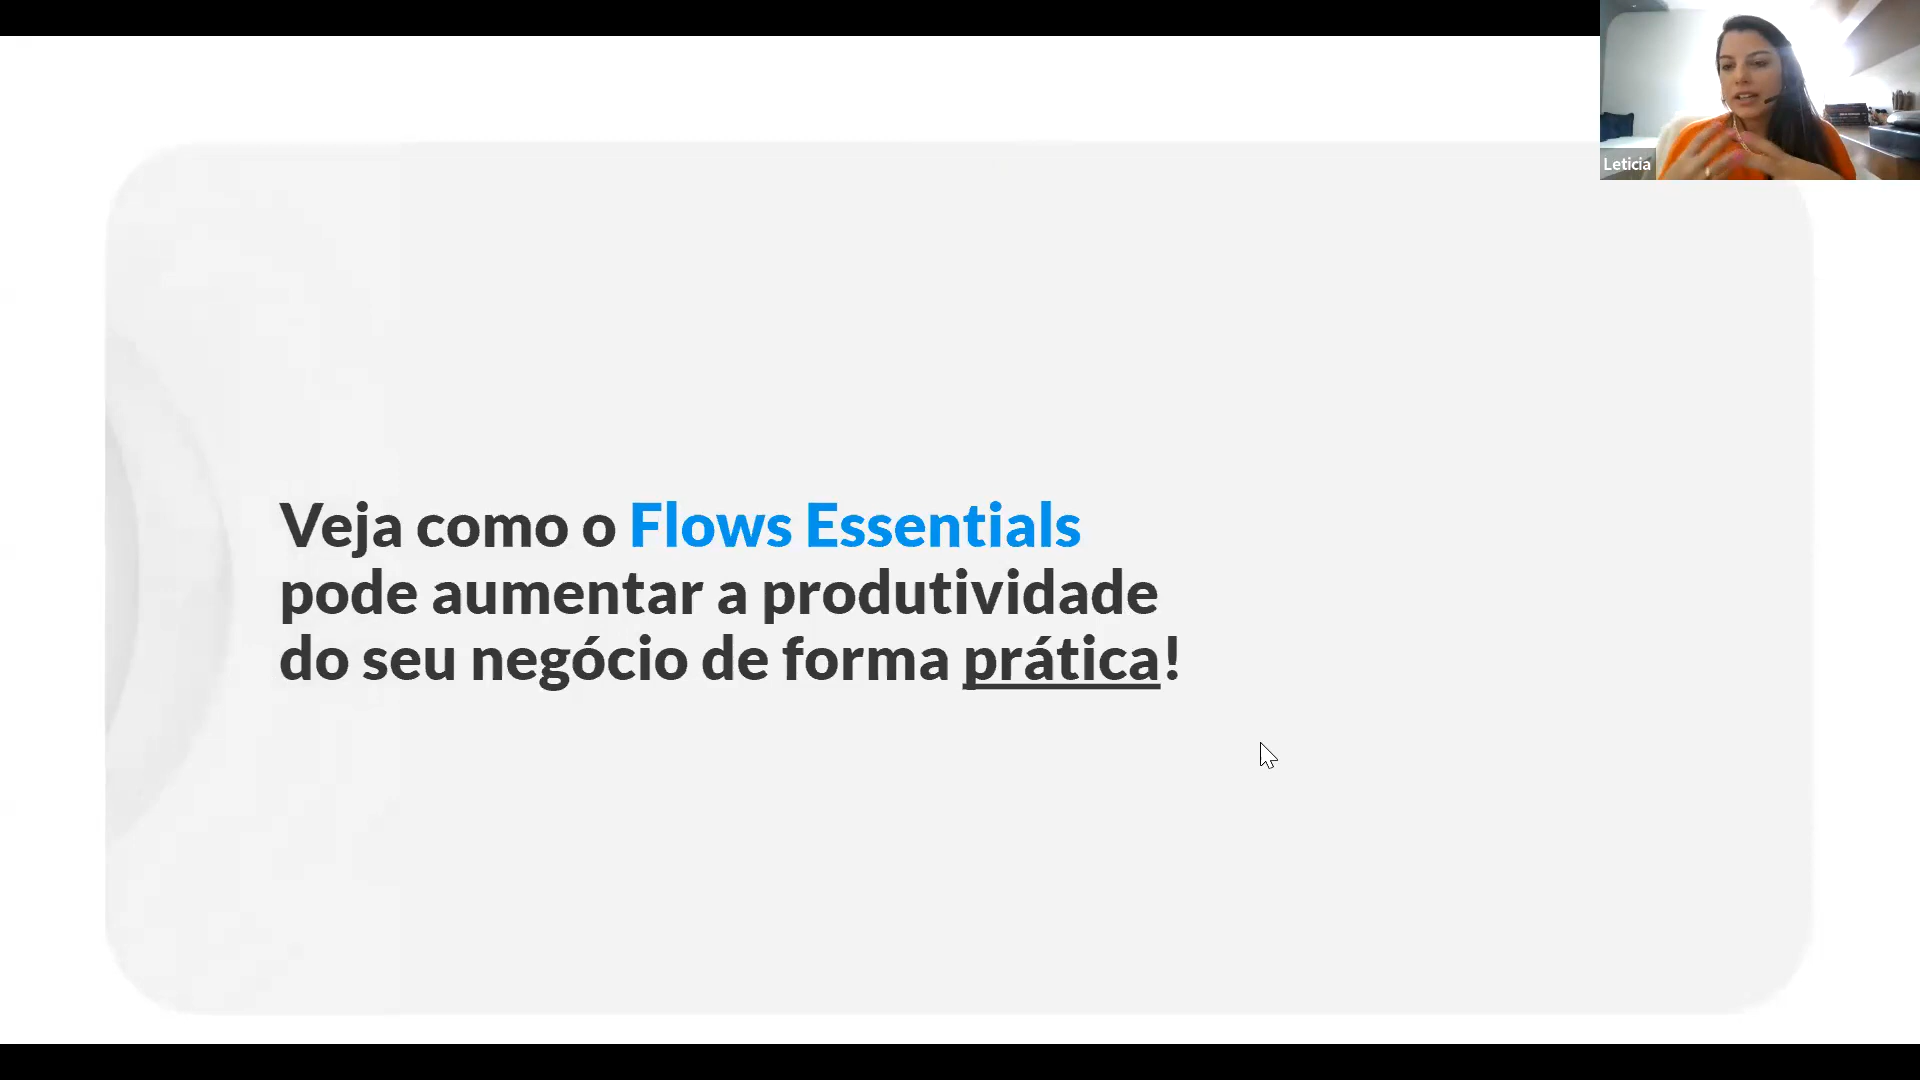 Leticia
Veja como o Flows Essentials
pode aumentar a produtividade
do seu negócio de forma prática!